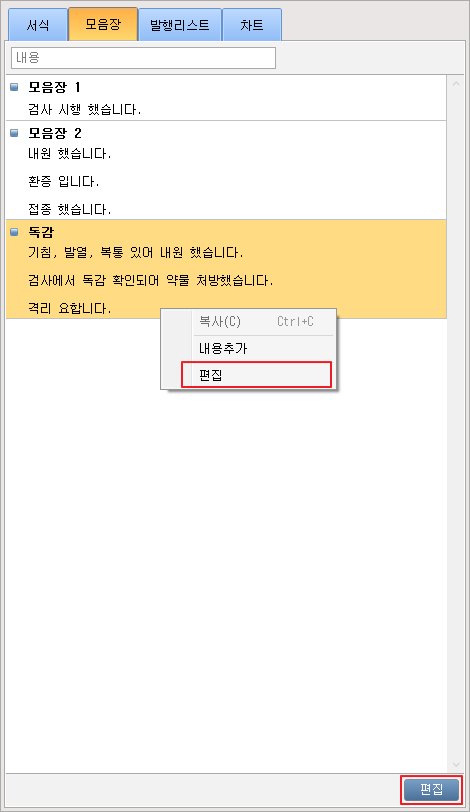 서식 모음장 발행리스트 차트
내용
모음장 1
검사 시행 했습니다.
모음장 2
내원 했습니다.
환증 입니다.
접종 했습니다.
독감
기침, 발열, 복통 있어 내원 했습니다.
검사에서 독감 확인되어 약물 처방했습니다.
격리 요합니다.
복사(C) Ctrl+C
내용추가
편집
편집